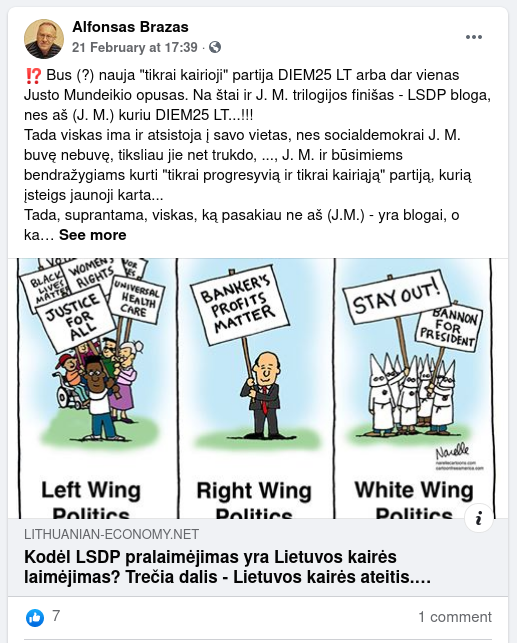 Alfonsas Brazas
21 February at 17:39 ·
⁉️ Bus (?) nauja "tikrai kairioji" partija DIEM25 LT arba dar vienas
Justo Mundeikio opusas. Na štai ir J. M. trilogijos finišas - LSDP bloga,
nes aš (J. M.) kuriu DIEM25 LT...!!!
Tada viskas ima ir atsistoja į savo vietas, nes socialdemokrai J. M.
buvę nebuvę, tiksliau jie net trukdo, ..., J. M. ir būsimiems
bendražygiams kurti "tikrai progresyvią ir tikrai kairiąją" partiją, kurią
įsteigs jaunoji karta...
Tada, suprantama, viskas, ką pasakiau ne aš (J.M.) - yra blogai, o
ka… See more
BLACK
LIVES
MATTER
WOMEN'S
RIGHTS
JUSTICE
FOR
ALL
UNIVERSAL
HEALTH
CARE
BANKER'S
PROFITS
MATTER
STAY OUT!
BANNON
FOR
PRESIDENT
Left Wing
Politics
Right Wing
Politics
White Wing
Politics
LITHUANIAN-ECONOMY.NET
Kodėl LSDP pralaimėjimas yra Lietuvos kairės
laimėjimas? Trečia dalis - Lietuvos kairės ateitis.…
7
1 comment